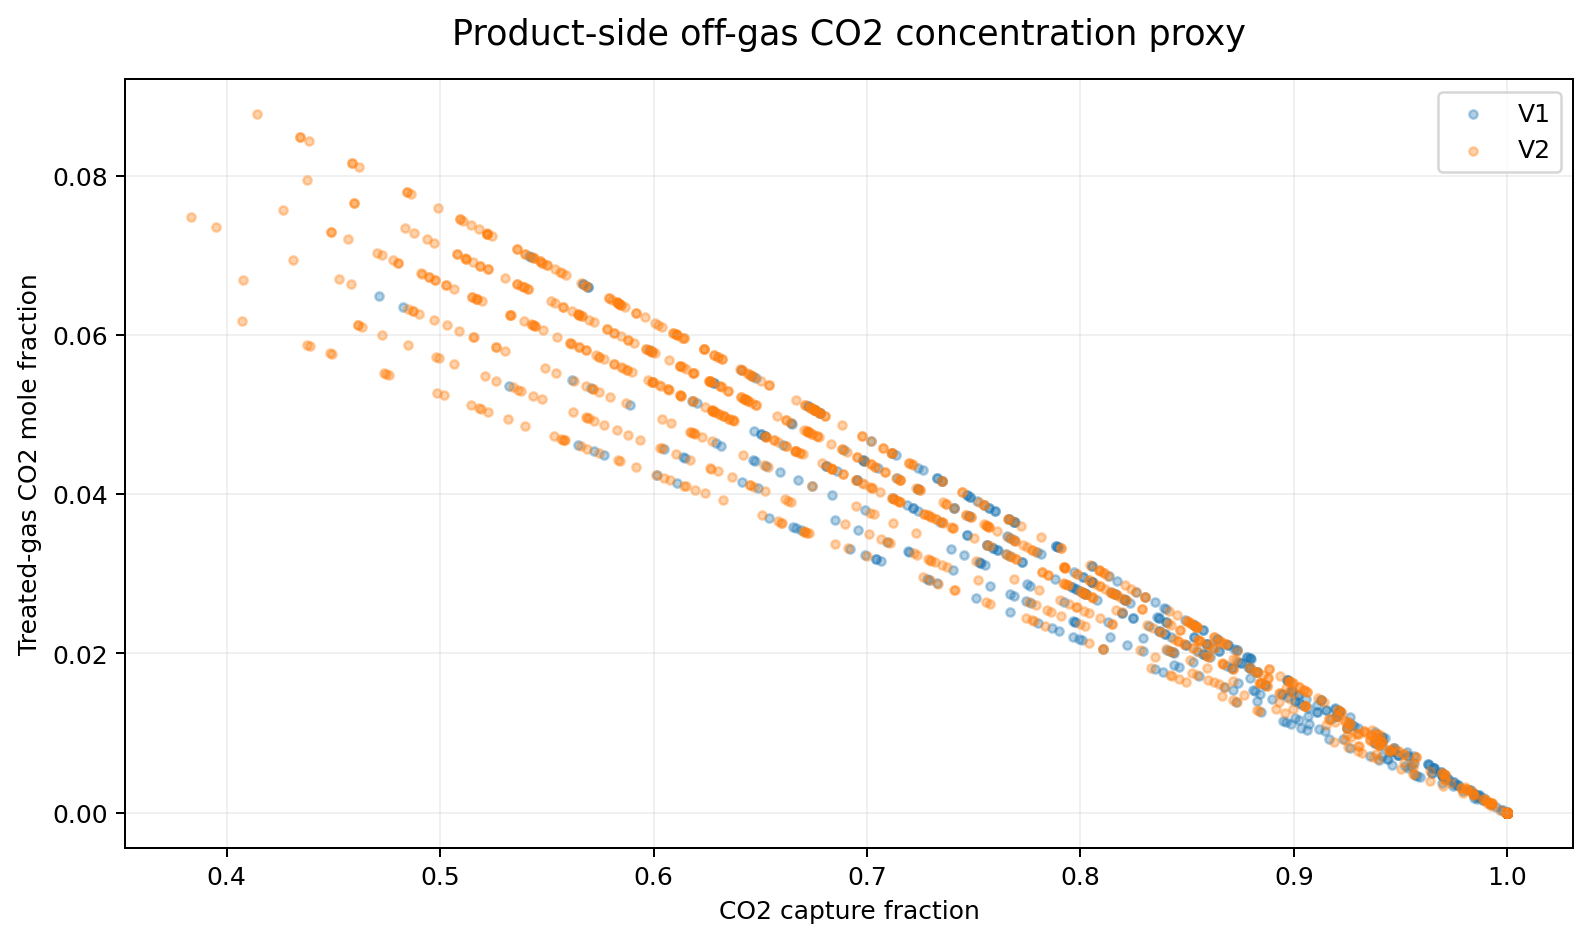 Product-side off-gas CO2 concentration proxy
V1
V2
Treated-gas CO2 mole fraction
0.08
0.06
0.04
0.02
0.00
0.4 0.5 0.6 0.7 0.8 0.9 1.0
CO2 capture fraction